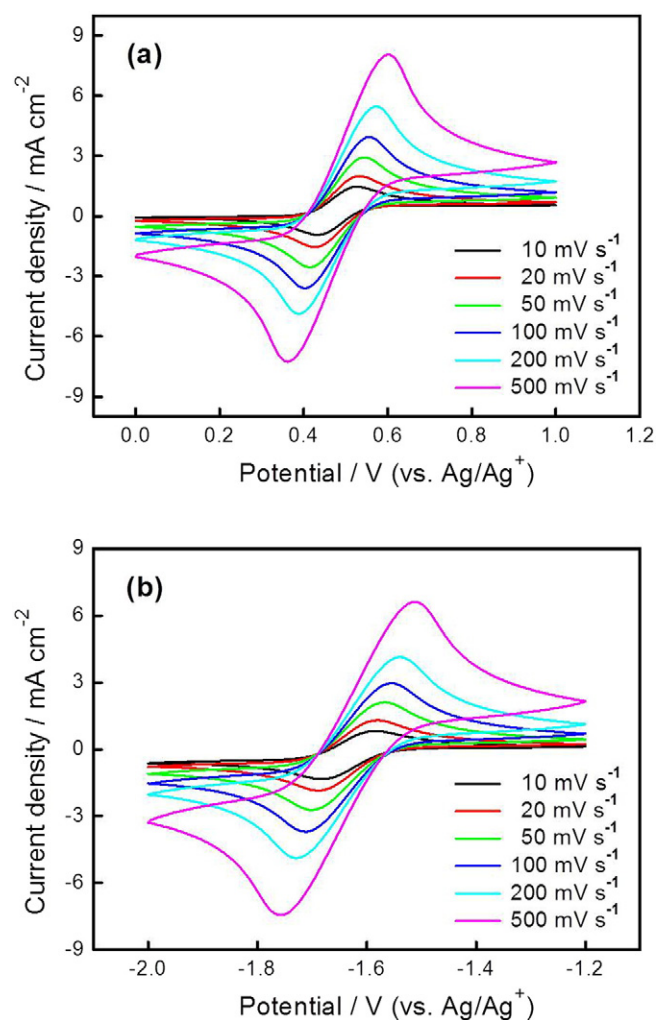 (a)
9
6
3
0
-3
-6
-9
Current density / mA cm⁻²
10 mV s⁻¹
20 mV s⁻¹
50 mV s⁻¹
100 mV s⁻¹
200 mV s⁻¹
500 mV s⁻¹
0.0 0.2 0.4 0.6 0.8 1.0 1.2
Potential / V (vs. Ag/Ag⁺)
(b)
9
6
3
0
-3
-6
-9
Current density / mA cm⁻²
10 mV s⁻¹
20 mV s⁻¹
50 mV s⁻¹
100 mV s⁻¹
200 mV s⁻¹
500 mV s⁻¹
-2.0 -1.8 -1.6 -1.4 -1.2
Potential / V (vs. Ag/Ag⁺)